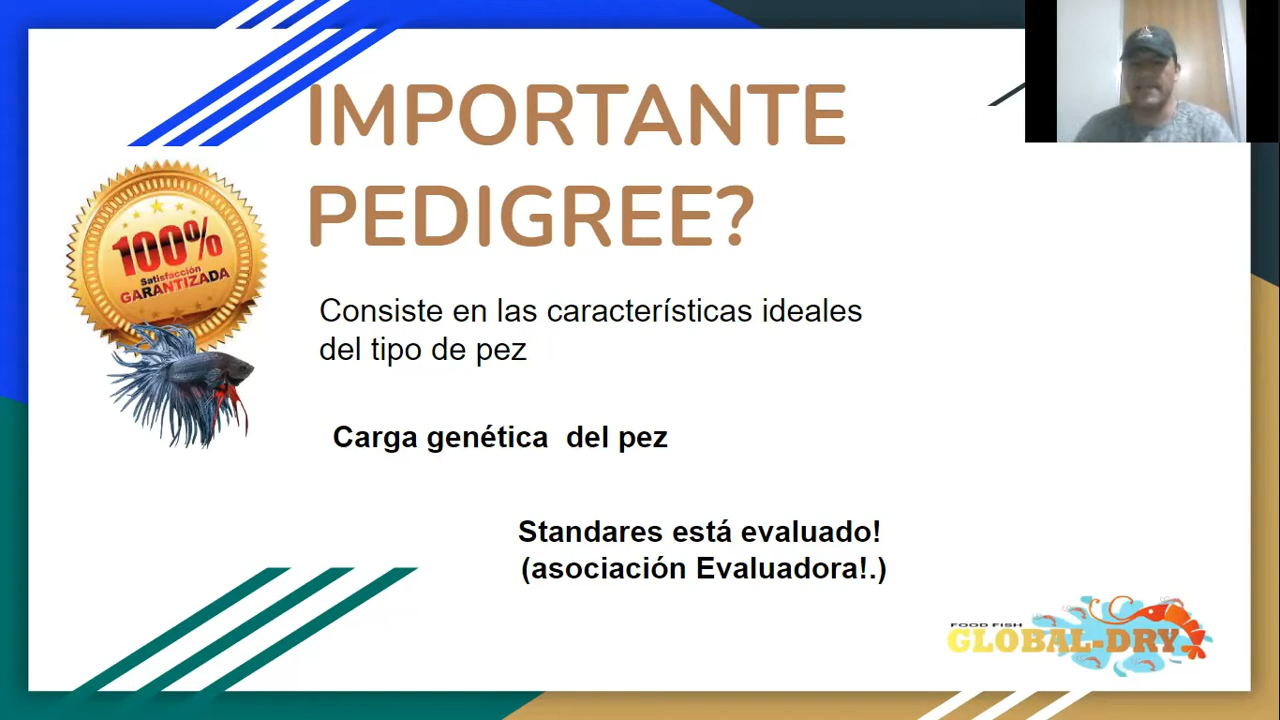 IMPORTANTE
PEDIGREE?
100%
Satisfacción
GARANTIZADA
Consiste en las características ideales
del tipo de pez
Carga genética del pez
Standares está evaluado!
(asociación Evaluadora!.)
FOOD FISH
GLOBAL-DRY